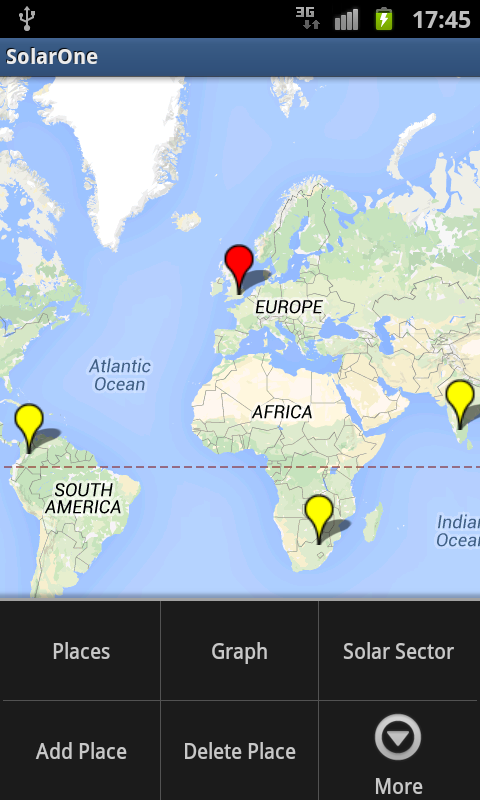 3G
17:45
SolarOne
EUROPE
Atlantic
Ocean
AFRICA
SOUTH
AMERICA
Indian
Ocean
Places
Graph
Solar Sector
Add Place
Delete Place
More